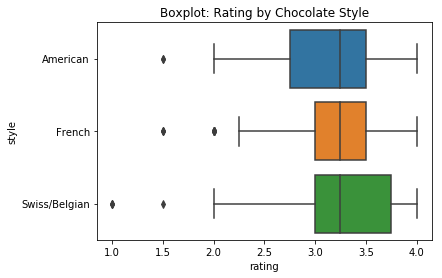 Boxplot: Rating by Chocolate Style
American
French
Swiss/Belgian
style
1.0 1.5 2.0 2.5 3.0 3.5 4.0
rating